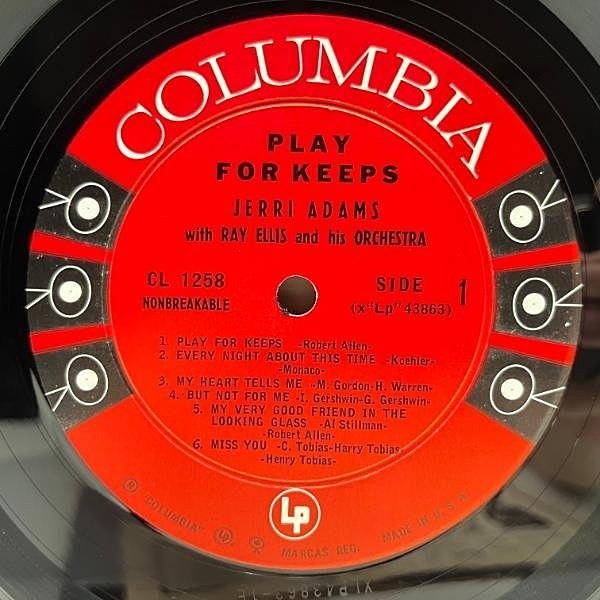 COLUMBIA
PLAY
FOR KEEPS
JERRI ADAMS
with RAY ELLIS and his ORCHESTRA
CL 1258
NONBREAKABLE
SIDE 1
(x"Lp" 43863)
1. PLAY FOR KEEPS -Robert Allen-
2. EVERY NIGHT ABOUT THIS TIME -Koehler-
-Monaco-
3. MY HEART TELLS ME -M. Gordon-H. Warren-
4. BUT NOT FOR ME -I. Gershwin-G. Gershwin-
5. MY VERY GOOD FRIEND IN THE
LOOKING GLASS -Al Stillman-
-Robert Allen-
6. MISS YOU -C. Tobias-Harry Tobias-
-Henry Tobias-
Lp
® "COLUMBIA" Lp MARCAS REG. MADE IN U.S.A.